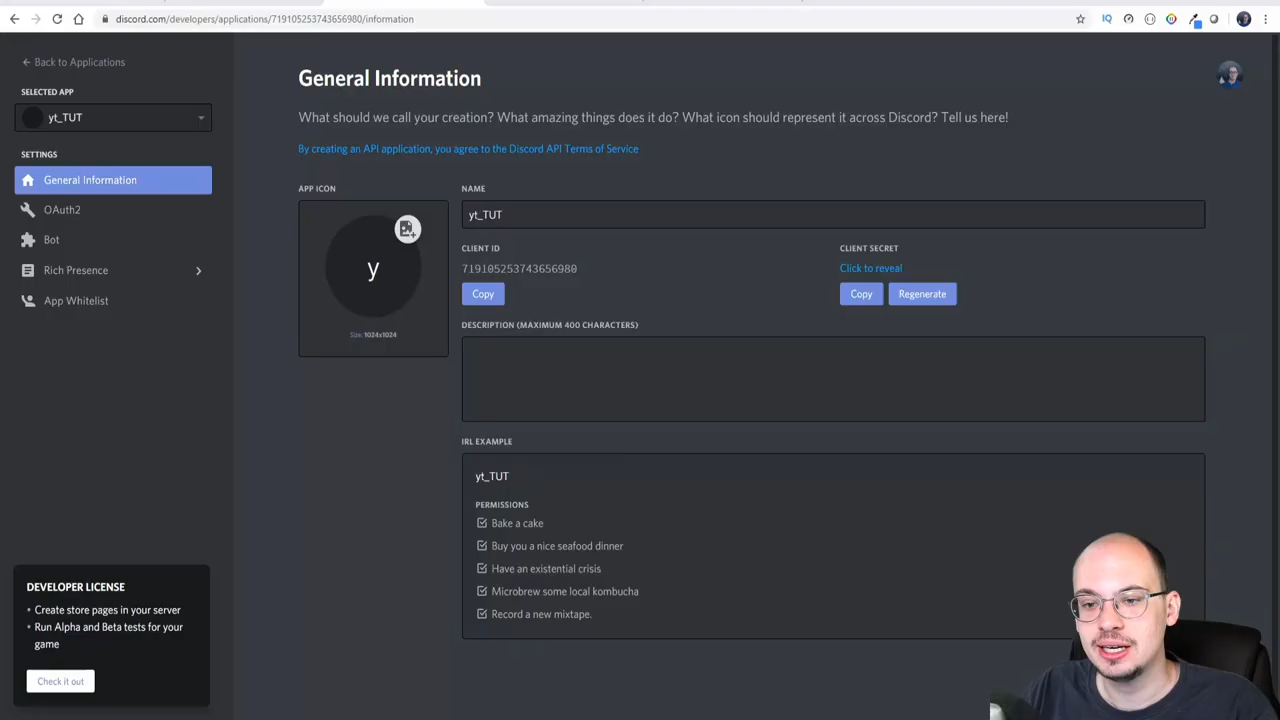 discord.com/developers/applications/719105253743656980/information
IQ
Back to Applications
SELECTED APP
yt_TUT
SETTINGS
General Information
OAuth2
Bot
Rich Presence
App Whitelist
DEVELOPER LICENSE
• Create store pages in your server
• Run Alpha and Beta tests for your
game
Check it out
General Information
What should we call your creation? What amazing things does it do? What icon should represent it across Discord? Tell us here!
By creating an API application, you agree to the Discord API Terms of Service
APP ICON
y
Size: 1024x1024
NAME
yt_TUT
CLIENT ID
719105253743656980
Copy
CLIENT SECRET
Click to reveal
Copy
Regenerate
DESCRIPTION (MAXIMUM 400 CHARACTERS)
IRL EXAMPLE
yt_TUT
PERMISSIONS
Bake a cake
Buy you a nice seafood dinner
Have an existential crisis
Microbrew some local kombucha
Record a new mixtape.